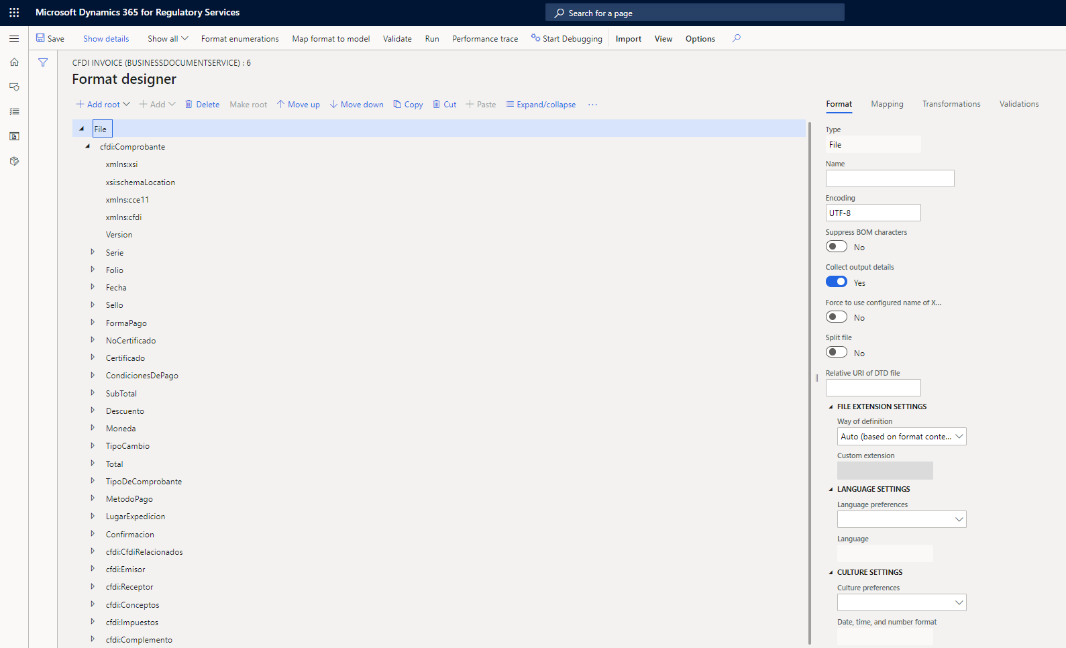 Microsoft Dynamics 365 for Regulatory Services
Search for a page
Save
Show details
Show all
Format enumerations
Map format to model
Validate
Run
Performance trace
Start Debugging
Import
View
Options
CFDI INVOICE (BUSINESSDOCUMENTSERVICE) : 6
Format designer
Add root
Add
Delete
Make root
Move up
Move down
Copy
Cut
Paste
Expand/collapse
...
File
cfdi:Comprobante
xmlns:xsi
xsi:schemaLocation
xmlns:cce11
xmlns:cfdi
Version
Serie
Folio
Fecha
Sello
FormaPago
NoCertificado
Certificado
CondicionesDePago
SubTotal
Descuento
Moneda
TipoCambio
Total
TipoDeComprobante
MetodoPago
LugarExpedicion
Confirmacion
cfdi:CfdiRelacionados
cfdi:Emisor
cfdi:Receptor
cfdi:Conceptos
cfdi:Impuestos
cfdi:Complemento
Format
Mapping
Transformations
Validations
Type
File
Name
Encoding
UTF-8
Suppress BOM characters
No
Collect output details
Yes
Force to use configured name of X...
No
Split file
No
Relative URI of DTD file
FILE EXTENSION SETTINGS
Way of definition
Auto (based on format conte...
Custom extension
LANGUAGE SETTINGS
Language preferences
Language
CULTURE SETTINGS
Culture preferences
Date, time, and number format